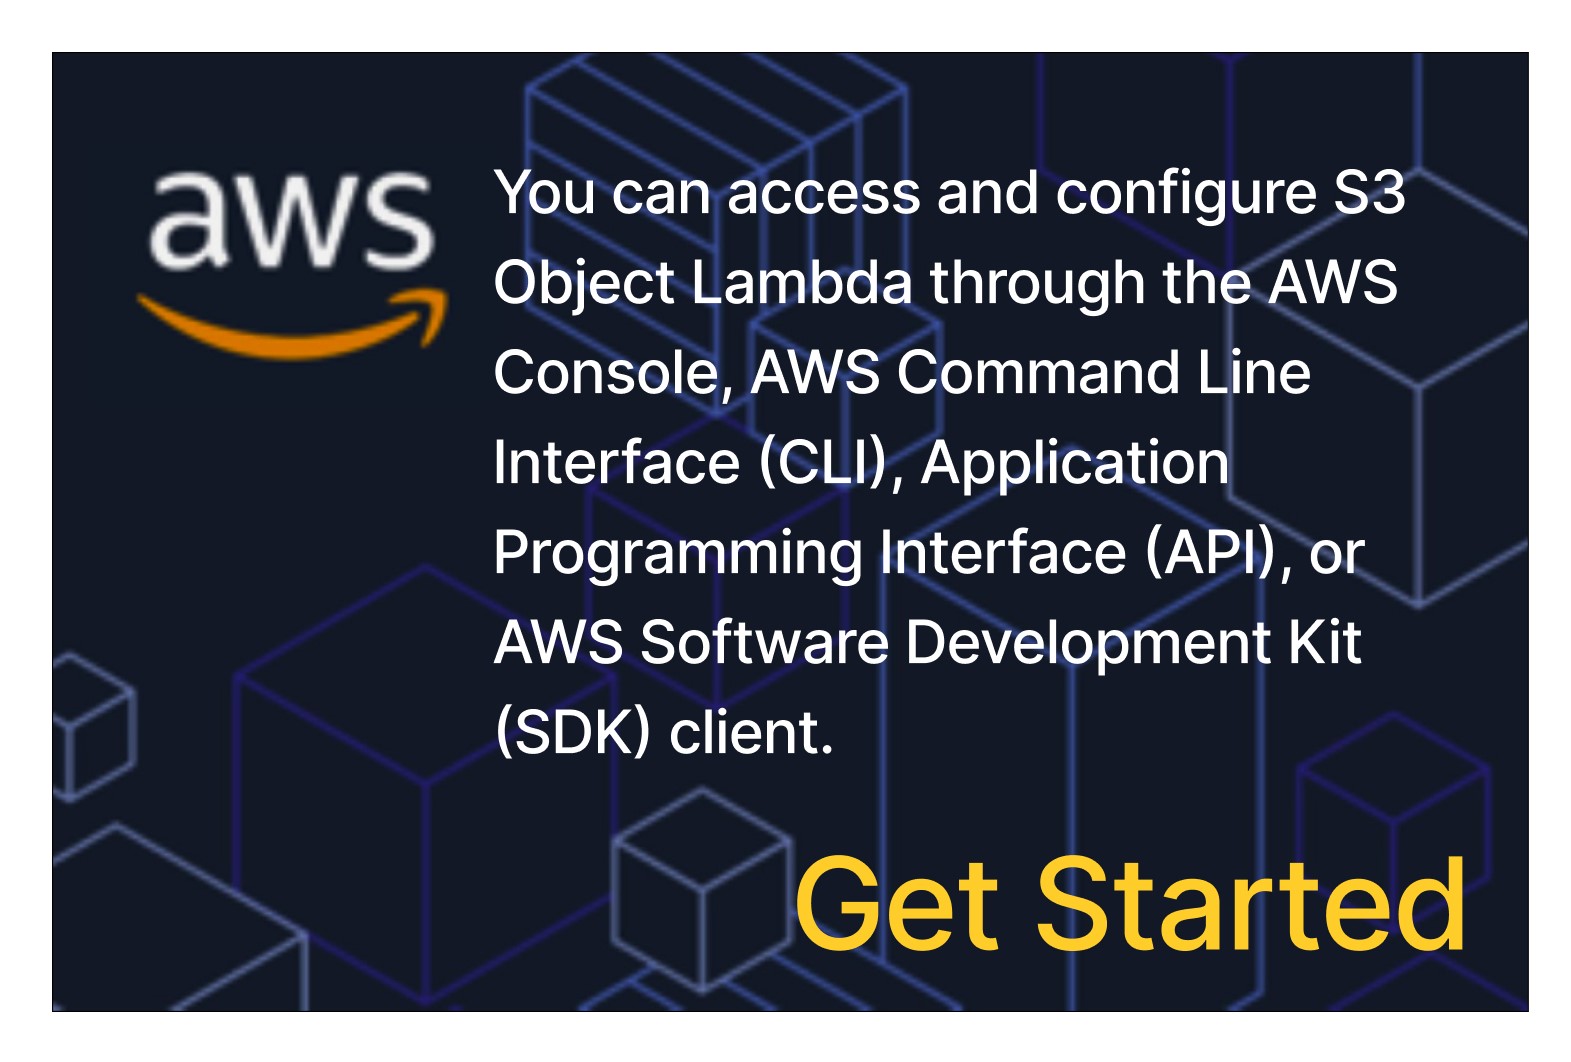 aws
You can access and configure S3
Object Lambda through the AWS
Console, AWS Command Line
Interface (CLI), Application
Programming Interface (API), or
AWS Software Development Kit
(SDK) client.
Get Started